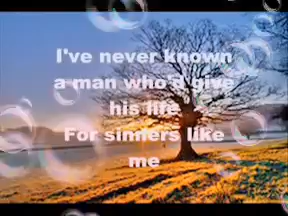 I've never known
a man who'd give
his life
For sinners like
me